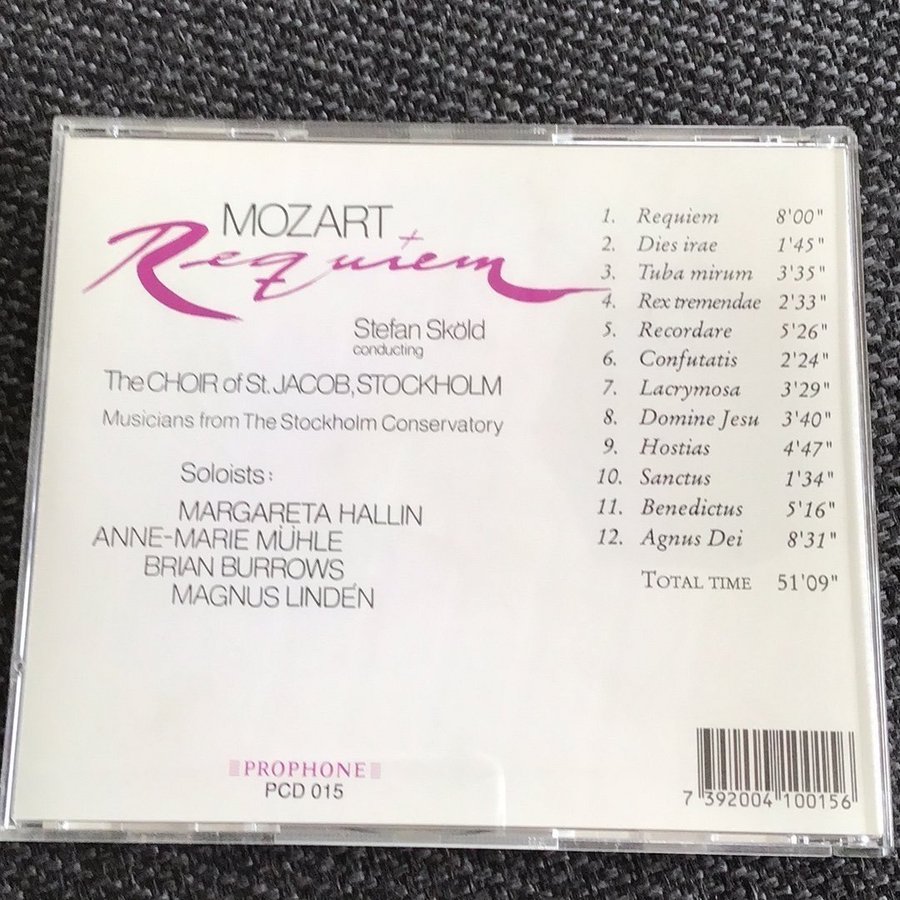 MOZART
Requiem
Stefan Sköld
conducting
The CHOIR of St. JACOB, STOCKHOLM
Musicians from The Stockholm Conservatory
Soloists:
MARGARETA HALLIN
ANNE-MARIE MÜHLE
BRIAN BURROWS
MAGNUS LINDÉN
1. Requiem 8'00"
2. Dies irae 1'45"
3. Tuba mirum 3'35"
4. Rex tremendae 2'33"
5. Recordare 5'26"
6. Confutatis 2'24"
7. Lacrymosa 3'29"
8. Domine Jesu 3'40"
9. Hostias 4'47"
10. Sanctus 1'34"
11. Benedictus 5'16"
12. Agnus Dei 8'31"
TOTAL TIME 51'09"
PROPHONE
PCD 015
7 392004 100156